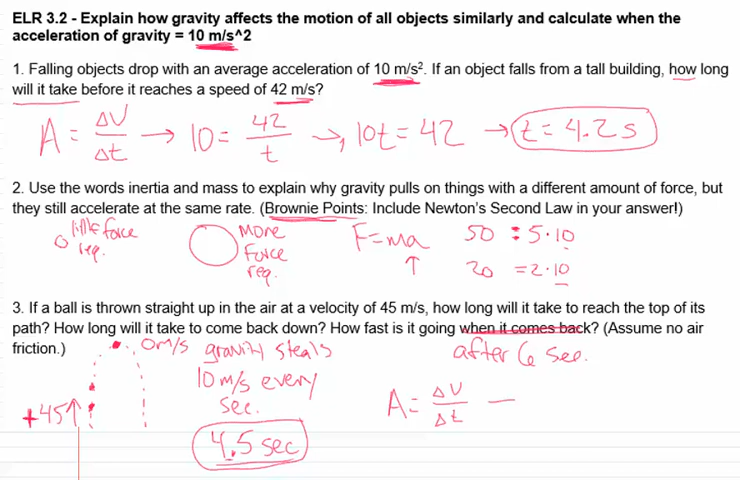 ELR 3.2 - Explain how gravity affects the motion of all objects similarly and calculate when the
acceleration of gravity = 10 m/s^2
1. Falling objects drop with an average acceleration of 10 m/s². If an object falls from a tall building, how long
will it take before it reaches a speed of 42 m/s?
A = ΔV/Δt → 10 = 42/t → 10t = 42 → t = 4.2 s
2. Use the words inertia and mass to explain why gravity pulls on things with a different amount of force, but
they still accelerate at the same rate. (Brownie Points: Include Newton's Second Law in your answer!)
little force
req.
More
force
req.
F=ma
↑
50 = 5·10
20 = 2·10
3. If a ball is thrown straight up in the air at a velocity of 45 m/s, how long will it take to reach the top of its
path? How long will it take to come back down? How fast is it going when it comes back? (Assume no air
friction.)
after 6 sec.
0m/s
gravity steals
10 m/s every
sec.
4.5 sec
+45↑
A = ΔV/Δt —